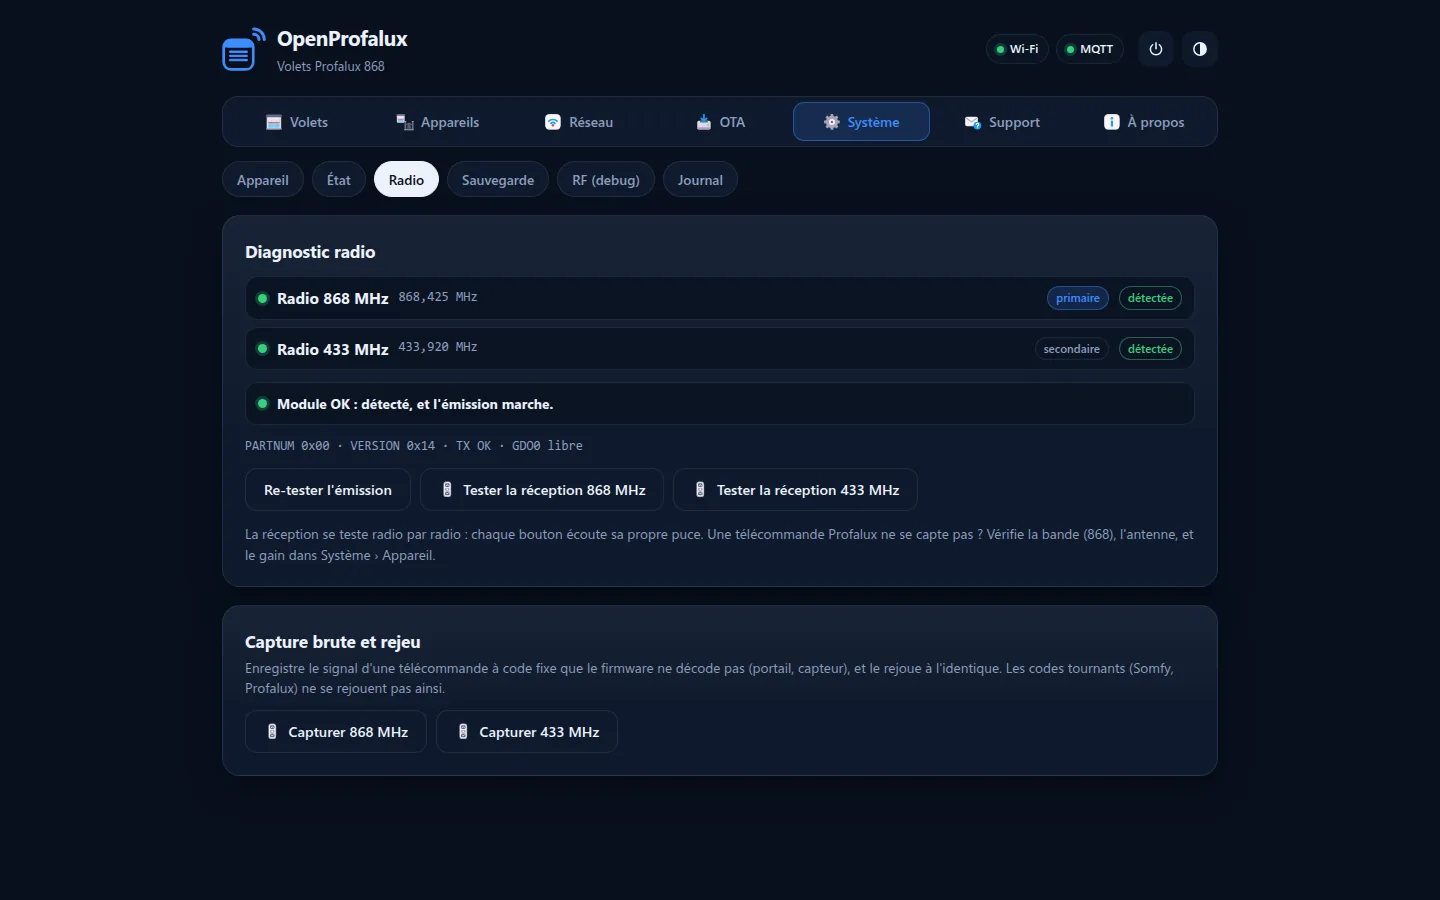 OpenProfalux
Volets Profalux 868
Wi-Fi
MQTT
Volets
Appareils
Réseau
OTA
Système
Support
À propos
Appareil
État
Radio
Sauvegarde
RF (debug)
Journal
Diagnostic radio
Radio 868 MHz 868,425 MHz primaire détectée
Radio 433 MHz 433,920 MHz secondaire détectée
Module OK : détecté, et l'émission marche.
PARTNUM 0x00 · VERSION 0x14 · TX OK · GDO0 libre
Re-tester l'émission
Tester la réception 868 MHz
Tester la réception 433 MHz
La réception se teste radio par radio : chaque bouton écoute sa propre puce. Une télécommande Profalux ne se capte pas ? Vérifie la bande (868), l'antenne, et
le gain dans Système › Appareil.
Capture brute et rejeu
Enregistre le signal d'une télécommande à code fixe que le firmware ne décode pas (portail, capteur), et le rejoue à l'identique. Les codes tournants (Somfy,
Profalux) ne se rejouent pas ainsi.
Capturer 868 MHz
Capturer 433 MHz